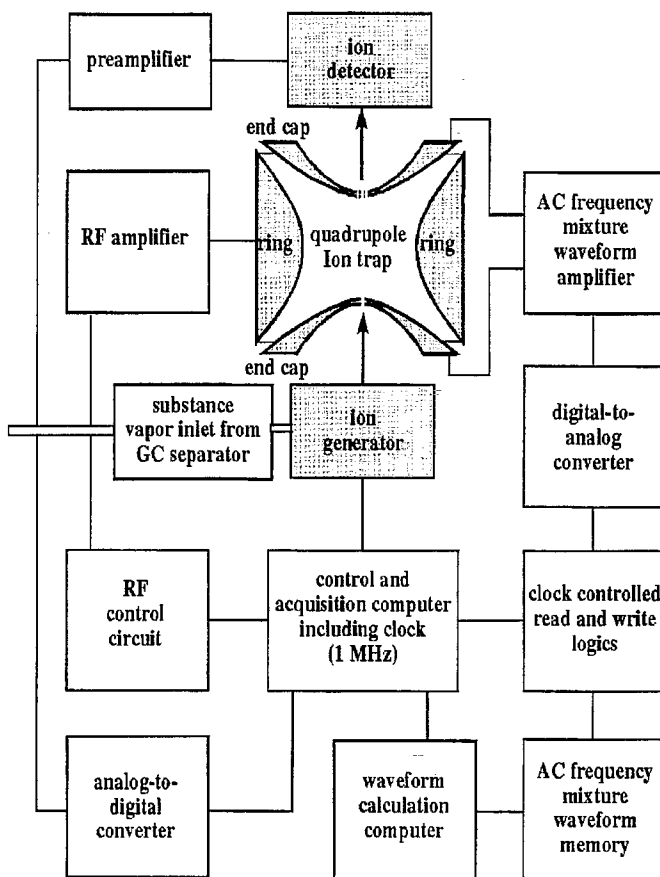 preamplifier
ion
detector
end cap
RF amplifier
ring
quadrupole
Ion trap
ring
AC frequency
mixture
waveform
amplifier
end cap
substance
vapor inlet from
GC separator
Ion
generator
digital-to-
analog
converter
RF
control
circuit
control and
acquisition computer
including clock
(1 MHz)
clock controlled
read and write
logics
analog-to-
digital
converter
waveform
calculation
computer
AC frequency
mixture
waveform
memory